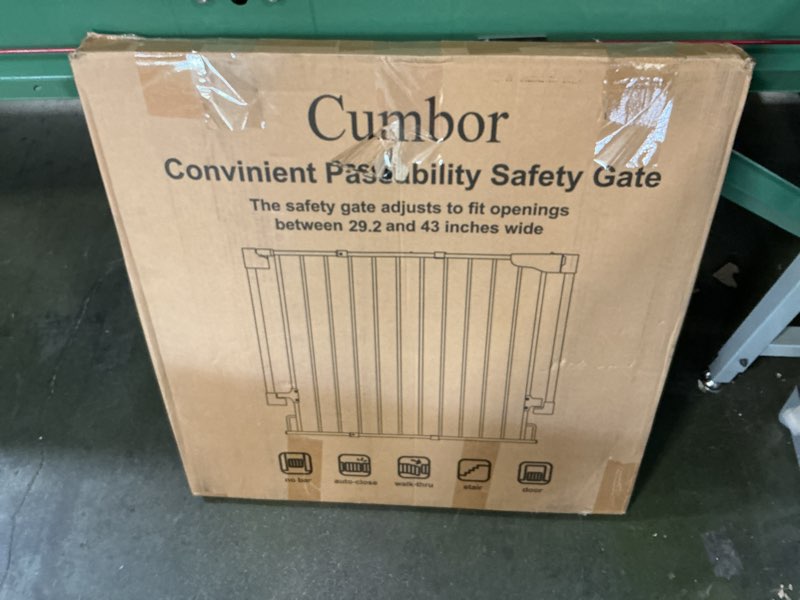 Cumbor
Convinient Passability Safety Gate
The safety gate adjusts to fit openings
between 29.2 and 43 inches wide
no bar auto-close walk-thru stair door